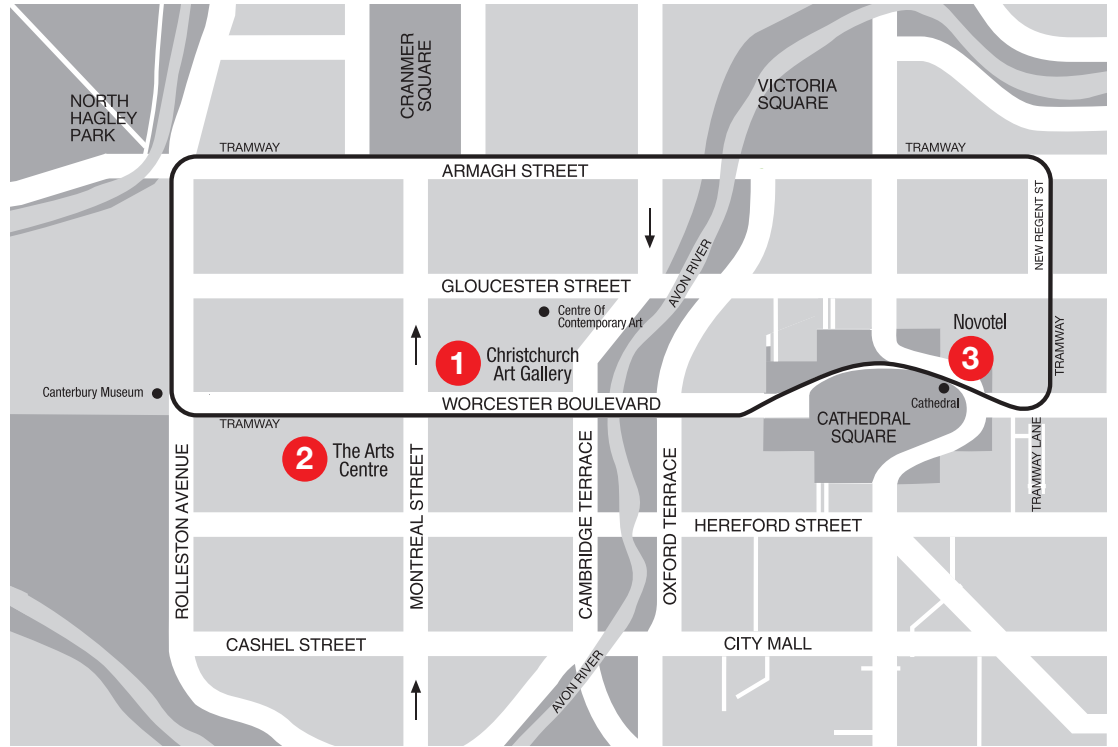 NORTH
HAGLEY
PARK
CRANMER
SQUARE
VICTORIA
SQUARE
TRAMWAY
TRAMWAY
ARMAGH STREET
NEW REGENT ST
AVON RIVER
GLOUCESTER STREET
Centre Of
Contemporary Art
Novotel
3
TRAMWAY
1
Christchurch
Art Gallery
Canterbury Museum
Cathedral
WORCESTER BOULEVARD
TRAMWAY
CATHEDRAL
SQUARE
2
The Arts
Centre
TRAMWAY LANE
ROLLESTON AVENUE
MONTREAL STREET
CAMBRIDGE TERRACE
OXFORD TERRACE
HEREFORD STREET
CASHEL STREET
CITY MALL
AVON RIVER